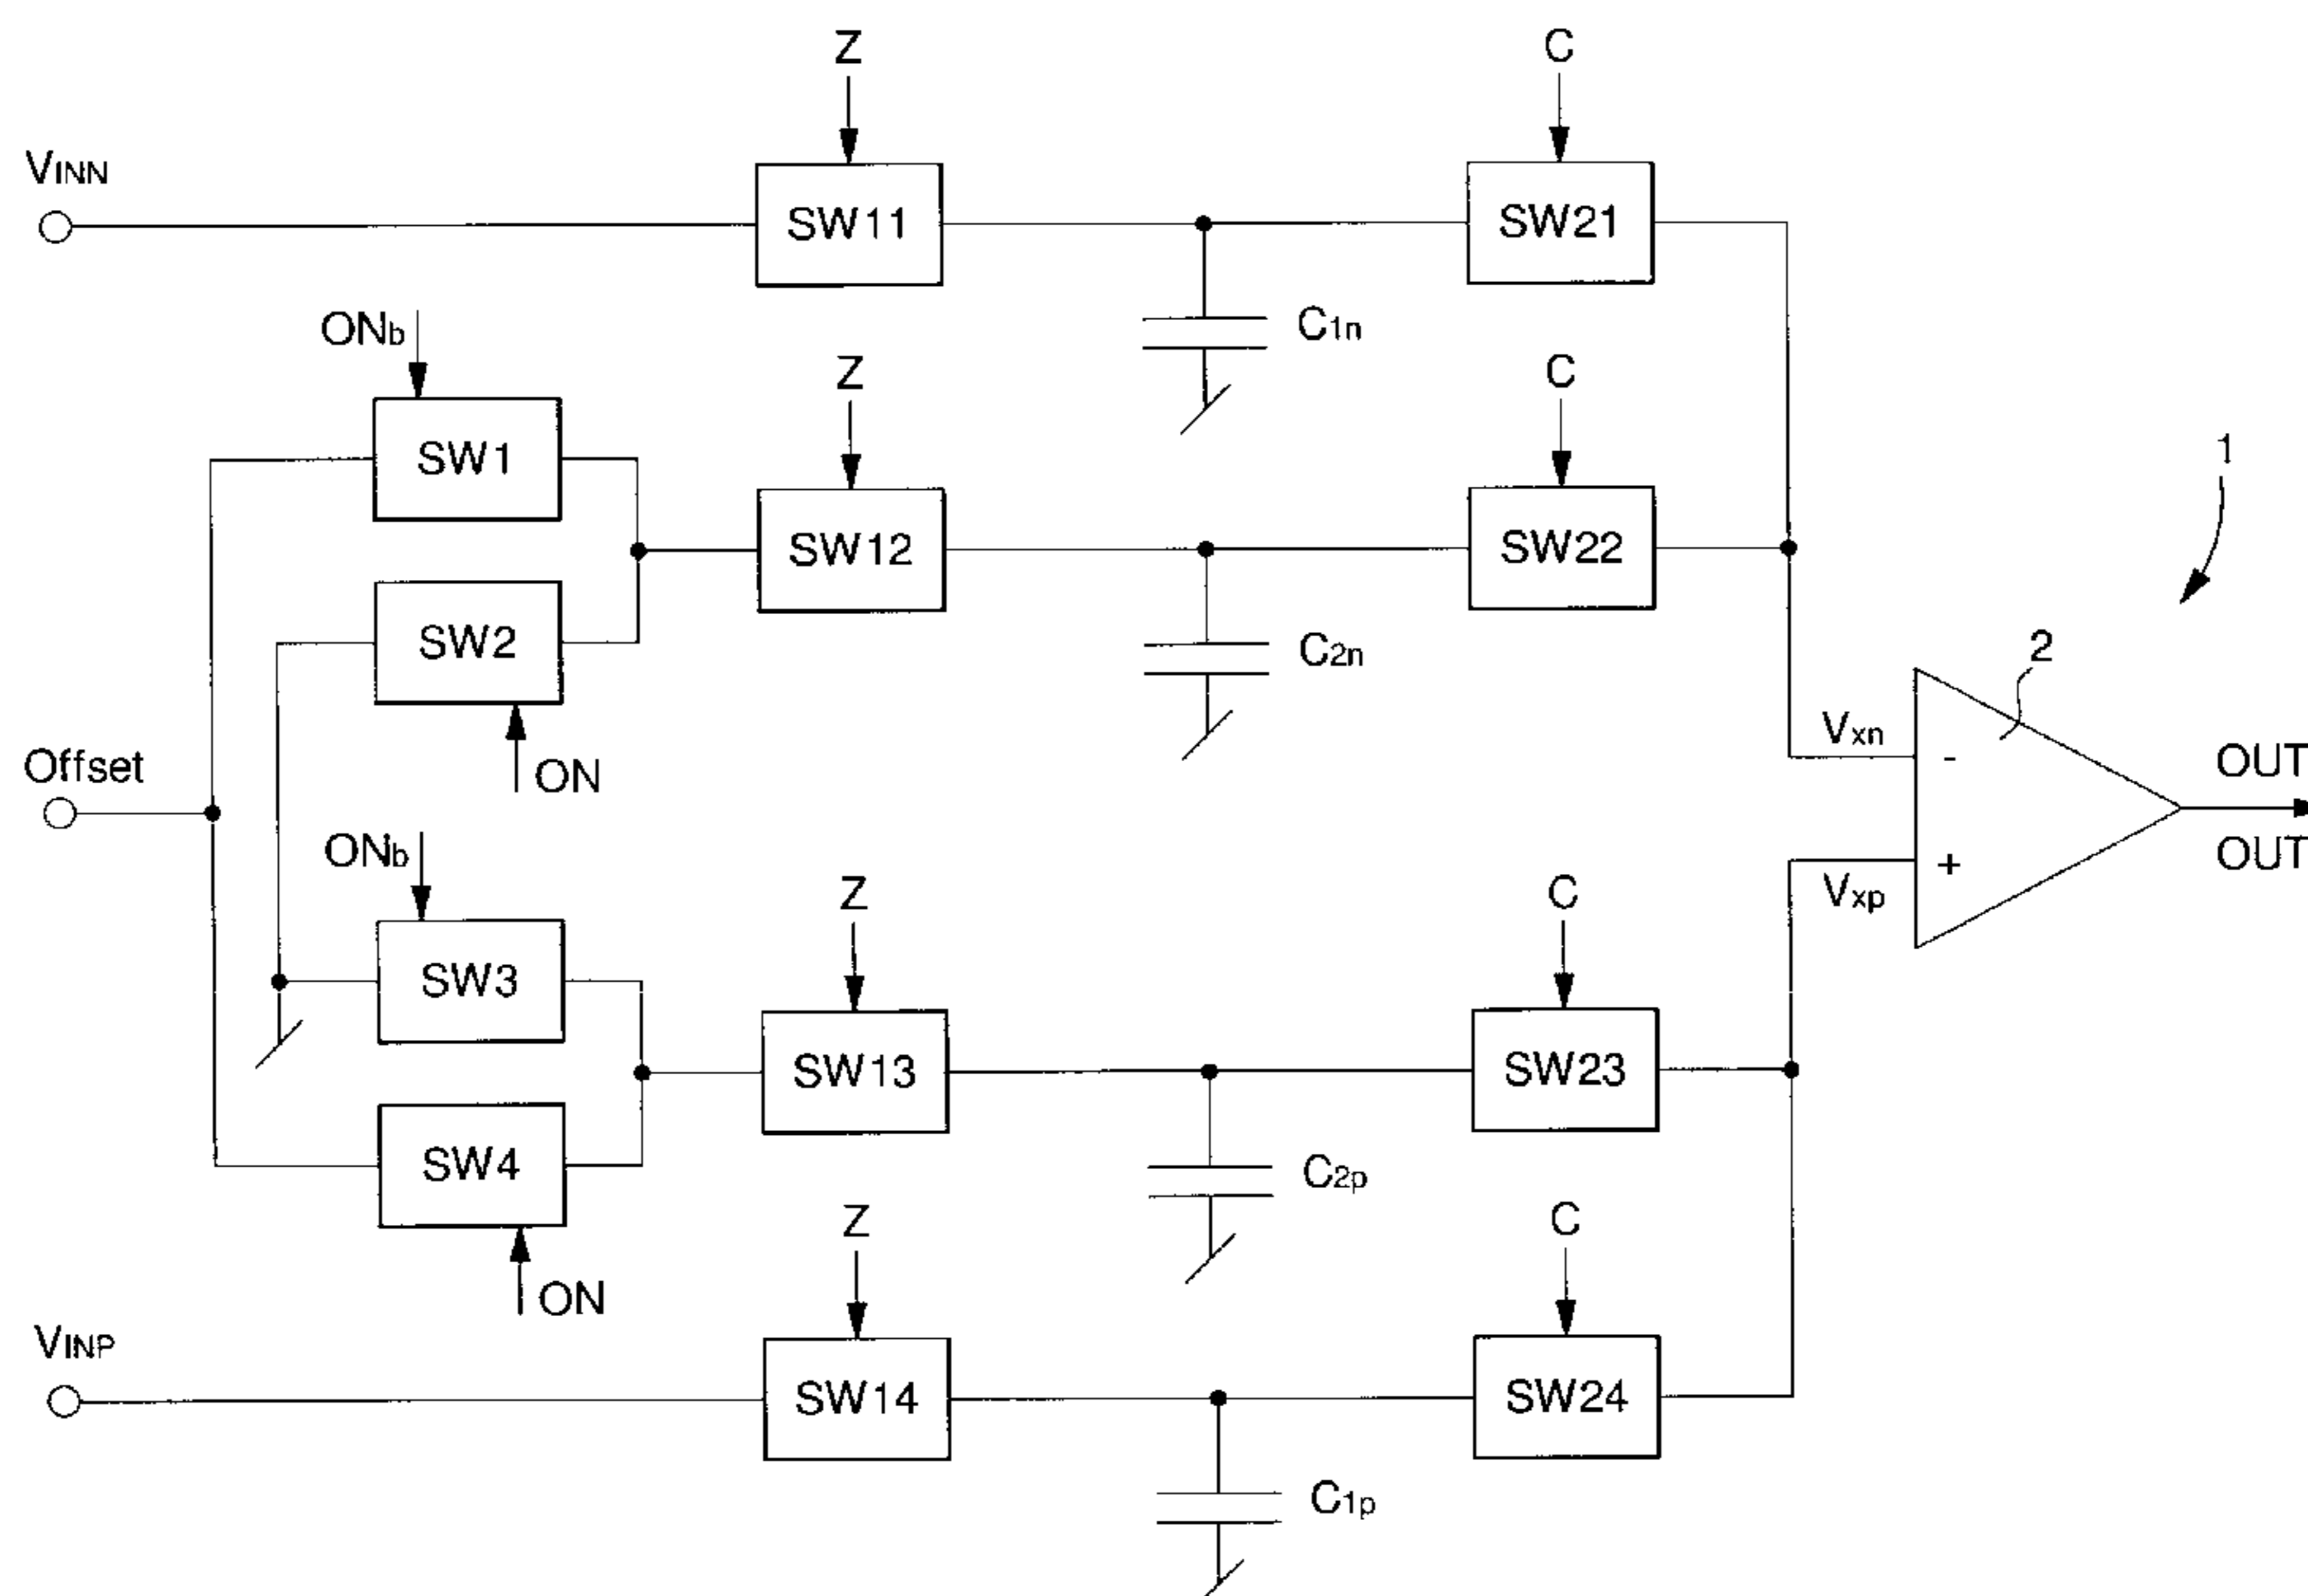 Z
C
VINN
SW11
SW21
ONb
C1n
Z
C
SW1
1
SW12
SW22
SW2
C2n
2
Vxn
-
OUT
Offset
ON
ONb
OUT
+
Vxp
Z
C
SW3
SW13
SW23
SW4
C2p
Z
C
ON
VINP
SW14
SW24
C1p